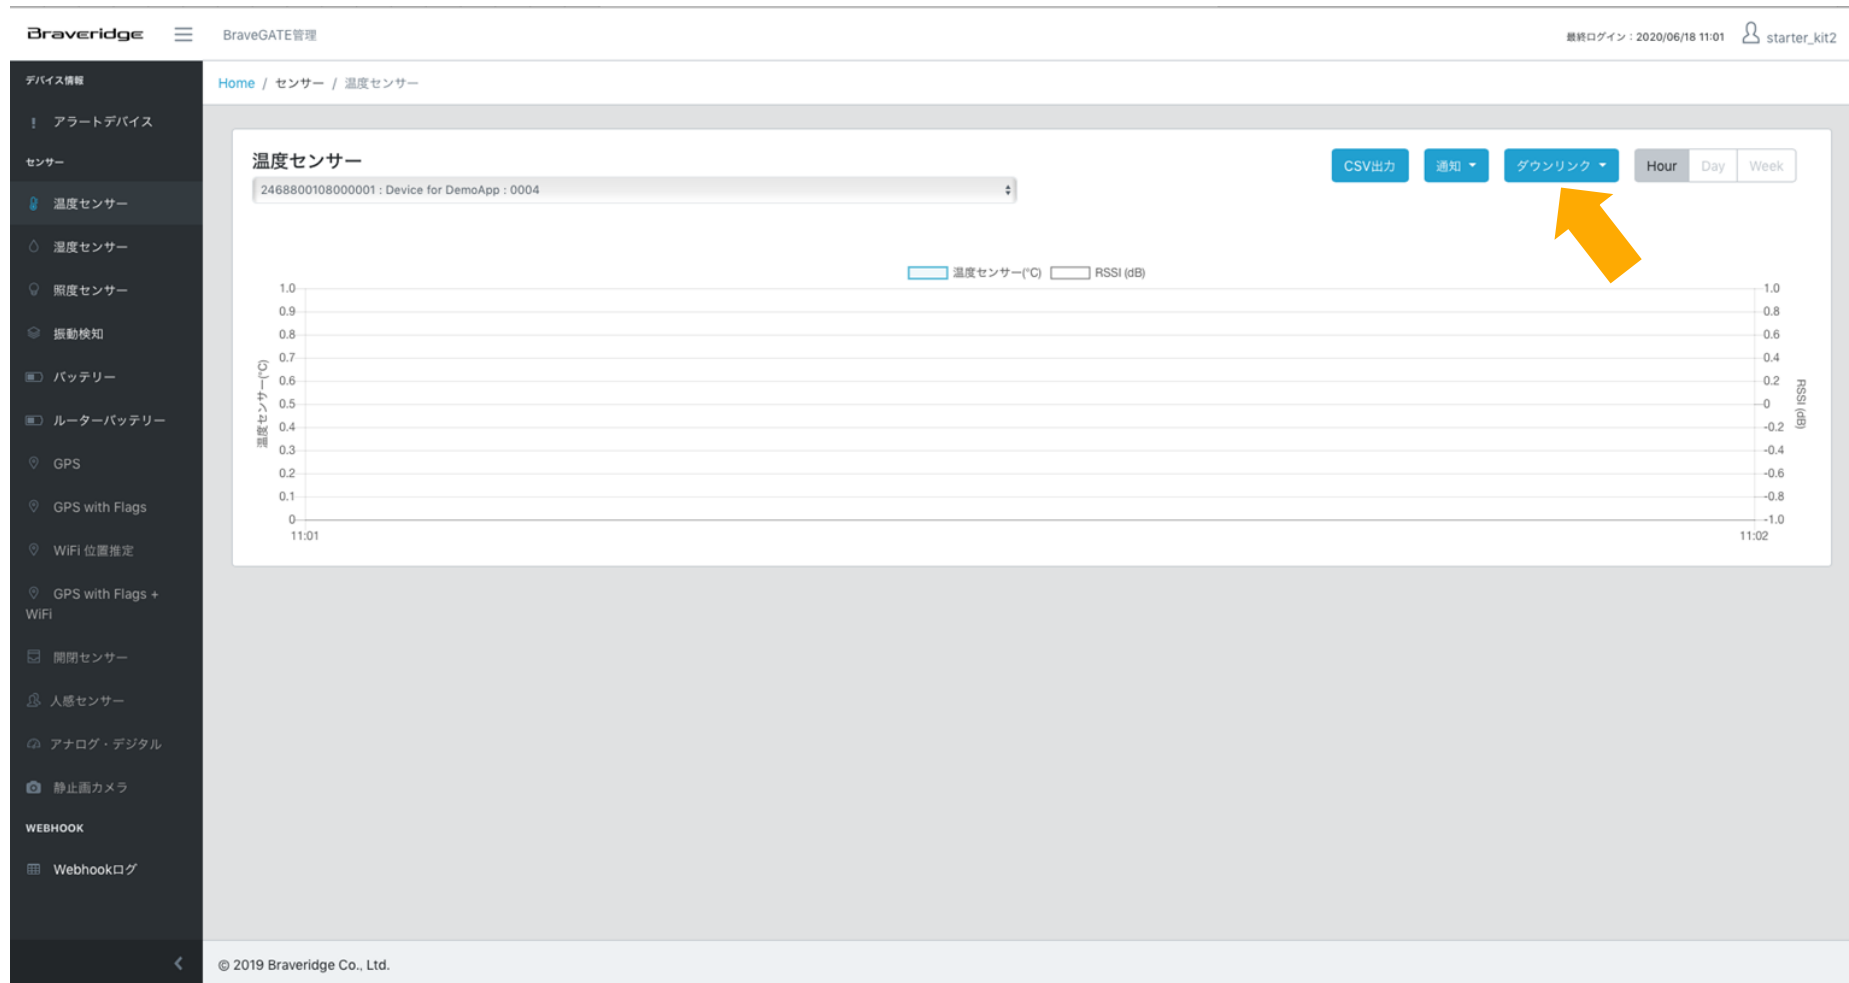 Braveridge
BraveGATE管理
最終ログイン : 2020/06/18 11:01
starter_kit2
デバイス情報
アラートデバイス
センサー
温度センサー
湿度センサー
照度センサー
振動検知
バッテリー
ルーターバッテリー
GPS
GPS with Flags
WiFi 位置推定
GPS with Flags +
WiFi
開閉センサー
人感センサー
アナログ・デジタル
静止画カメラ
WEBHOOK
Webhookログ
Home / センサー / 温度センサー
温度センサー
2468800108000001 : Device for DemoApp : 0004
CSV出力
通知
ダウンリンク
Hour
Day
Week
温度センサー(°C)
RSSI (dB)
温度センサー(°C)
1.0
0.9
0.8
0.7
0.6
0.5
0.4
0.3
0.2
0.1
0
1.0
0.8
0.6
0.4
0.2
0
-0.2
-0.4
-0.6
-0.8
-1.0
RSSI (dB)
11:01
11:02
© 2019 Braveridge Co., Ltd.